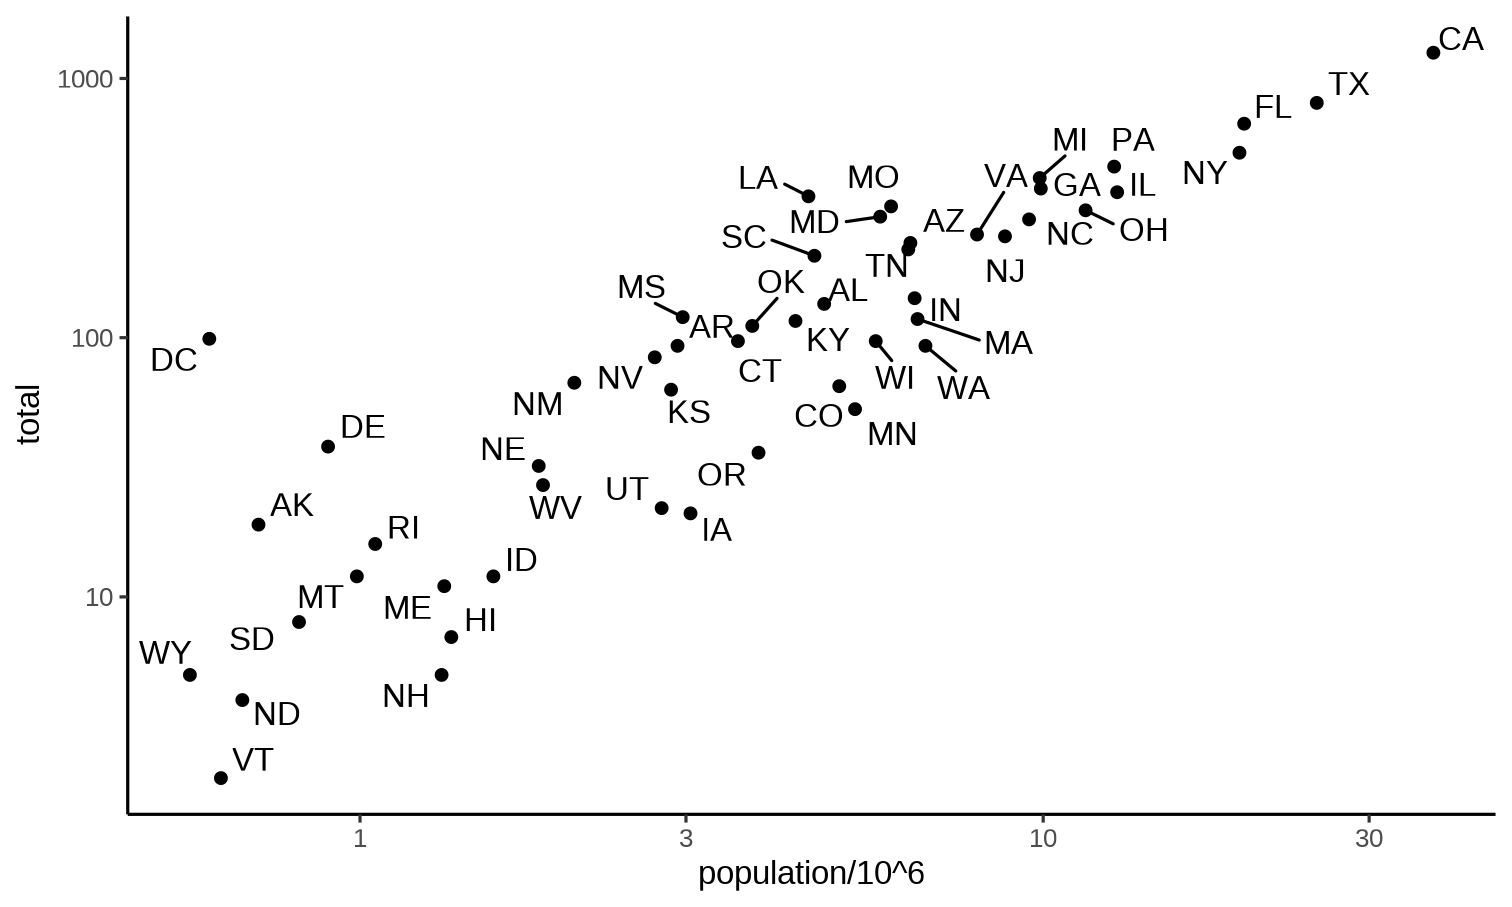 CA
1000
TX
FL
MI PA
NY
LA MO VA GA IL
MD AZ OH
SC NC
TN NJ
OK
MS AL
IN
AR
100
KY MA
DC
CT
NV WI
WA
NM
KS CO
DE
MN
NE
OR
UT
AK WV
RI IA
ID
10
MT
ME
HI
SD
WY
NH
ND
VT
1 3 10 30
population/10^6
total